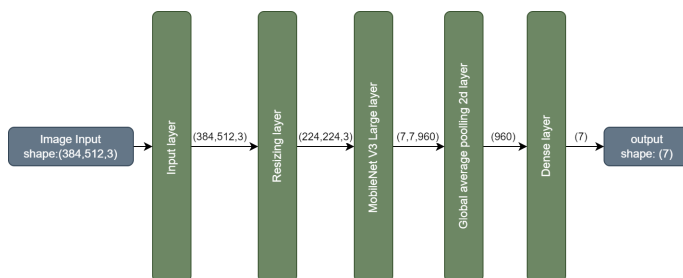 Image Input
shape:(384,512,3)
Input layer
(384,512,3)
Resizing layer
(224,224,3)
MobileNet V3 Large layer
(7,7,960)
Global average poolling 2d layer
(960)
Dense layer
(7)
output
shape: (7)